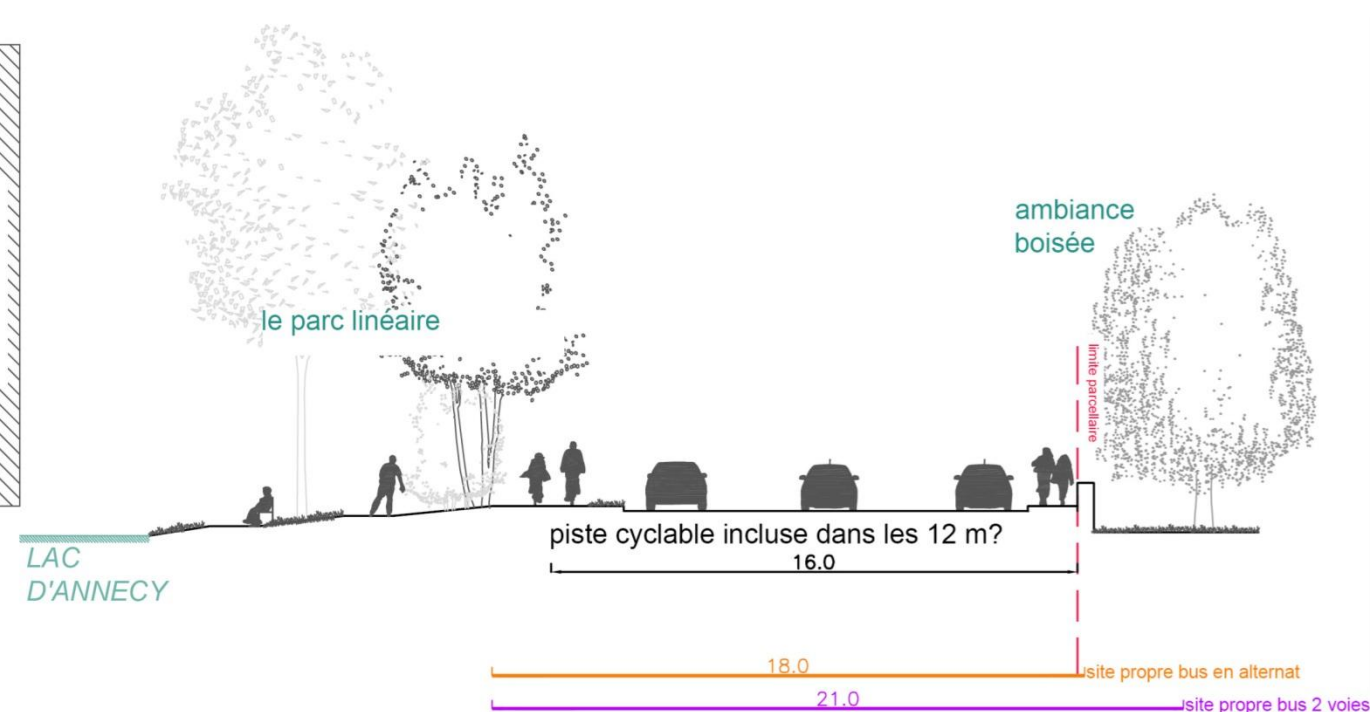 ambiance
boisée
le parc linéaire
limite parcellaire
piste cyclable incluse dans les 12 m?
16.0
LAC
D'ANNECY
18.0
site propre bus en alternat
21.0
site propre bus 2 voies